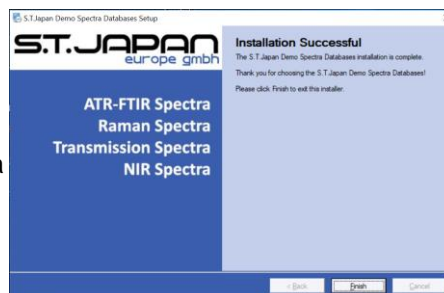 S.T.Japan Demo Spectra Databases Setup
S.T.JAPAN
europe gmbh
ATR-FTIR Spectra
Raman Spectra
Transmission Spectra
NIR Spectra
Installation Successful
The S.T.Japan Demo Spectra Databases installation is complete.
Thank you for choosing the S.T.Japan Demo Spectra Databases!
Please click Finish to exit this installer.
< Back
Finish
Cancel